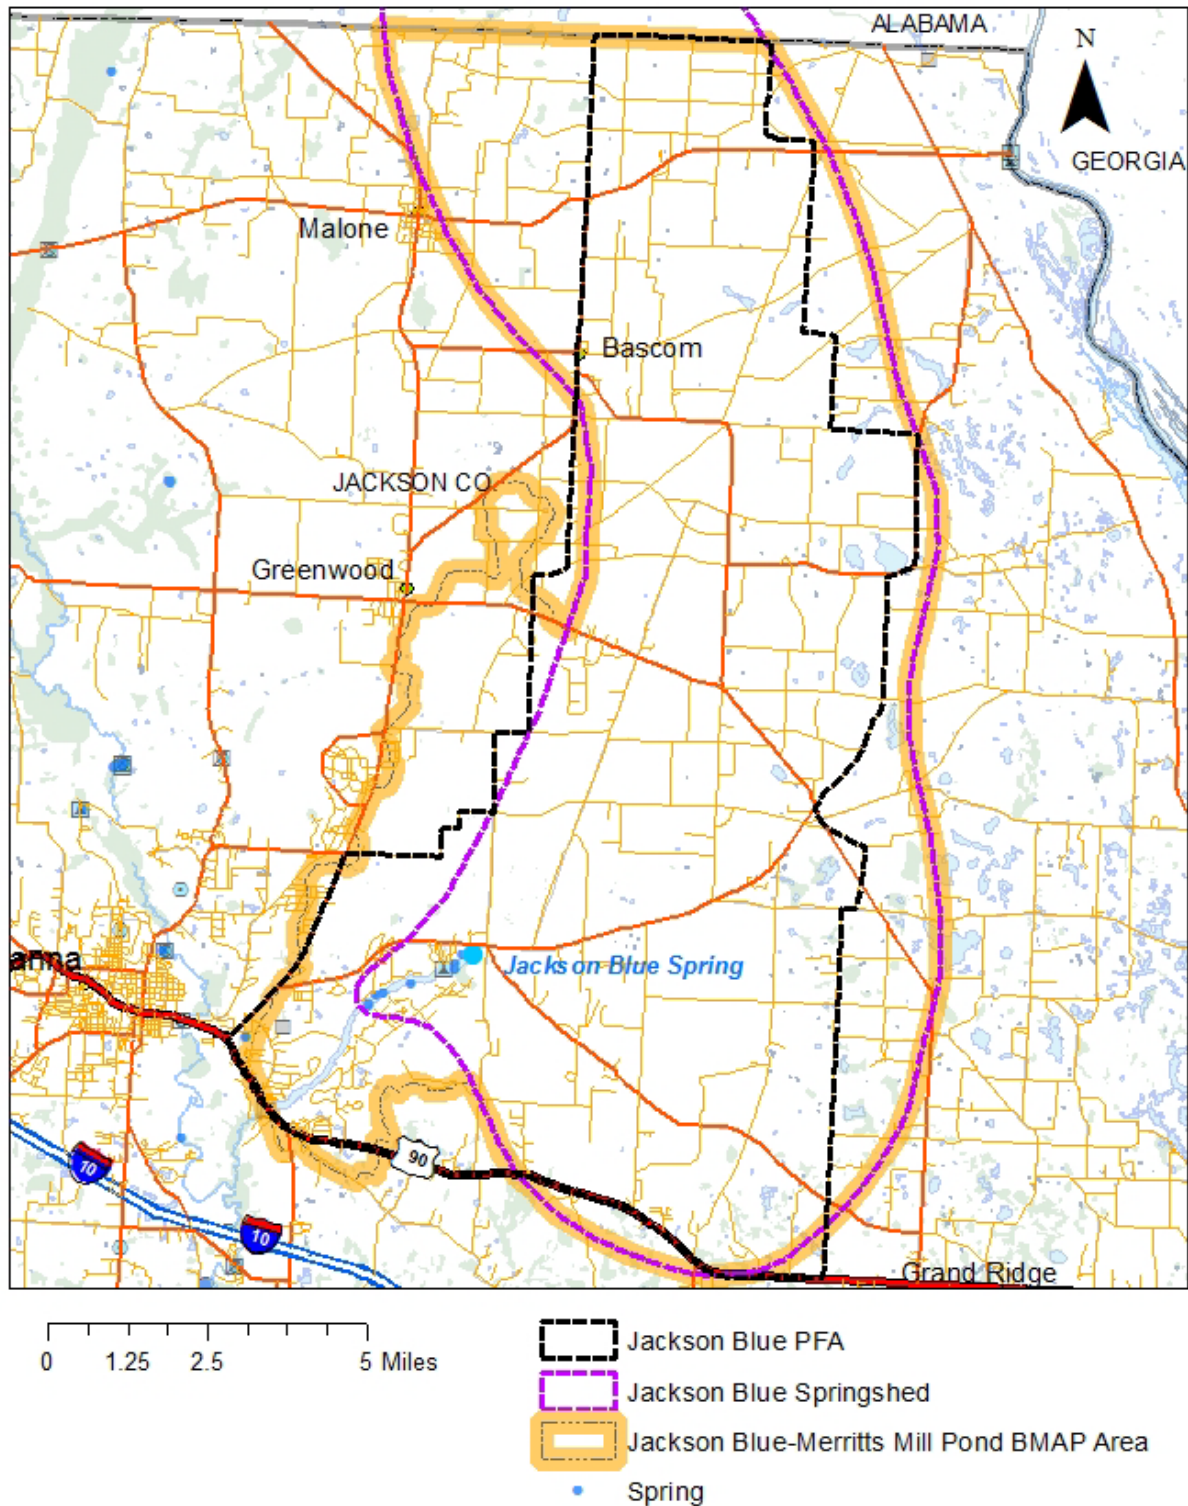 ALABAMA
N
GEORGIA
Malone
Bascom
JACKSON CO.
Greenwood
anna
Jackson Blue Spring
90
10
10
Grand Ridge
0 1.25 2.5 5 Miles
Jackson Blue PFA
Jackson Blue Springshed
Jackson Blue-Merritts Mill Pond BMAP Area
Spring